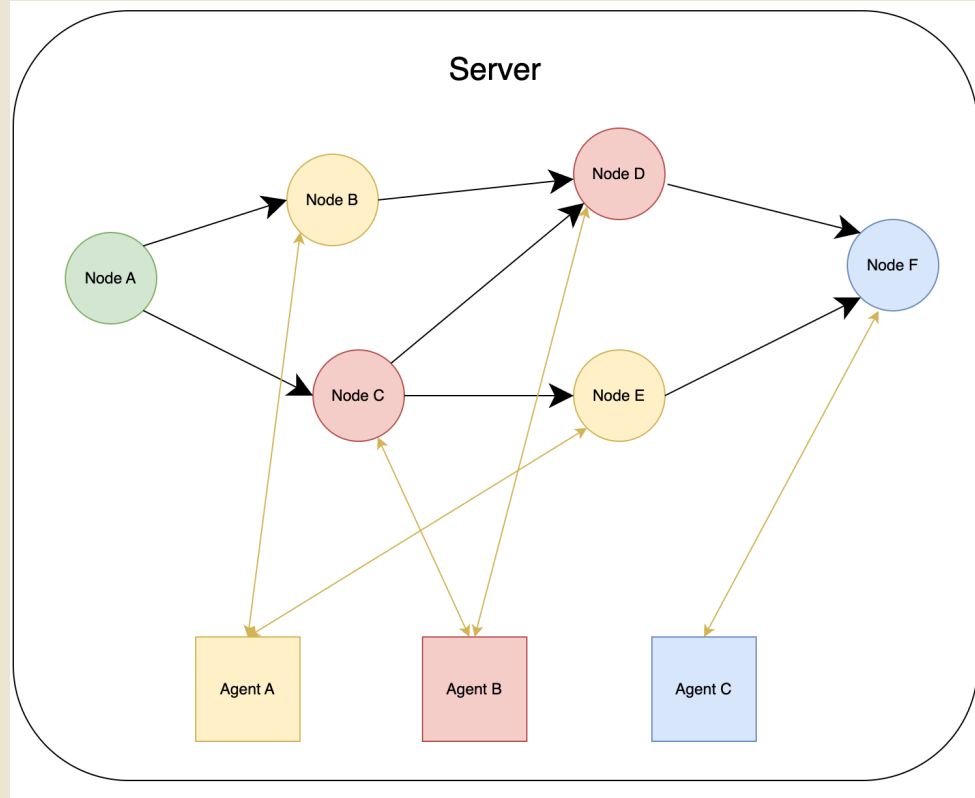 Server
Node D
Node B
Node F
Node A
Node C
Node E
Agent A
Agent B
Agent C